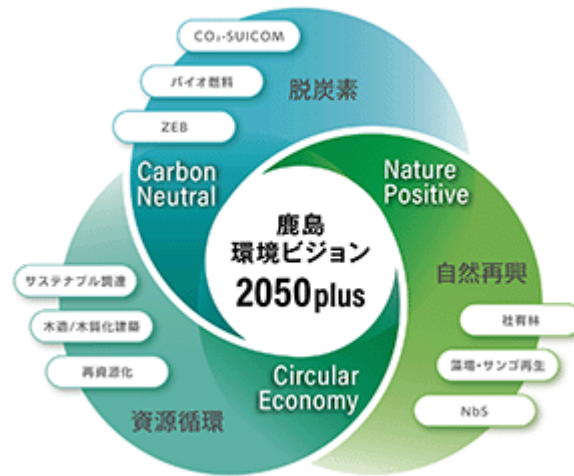 CO₂-SUICOM
バイオ燃料
ZEB
脱炭素
Carbon
Neutral
Nature
Positive
鹿島
環境ビジョン
2050plus
自然再興
社有林
藻場・サンゴ再生
NbS
サステナブル調達
木造/木質化建築
再資源化
資源循環
Circular
Economy